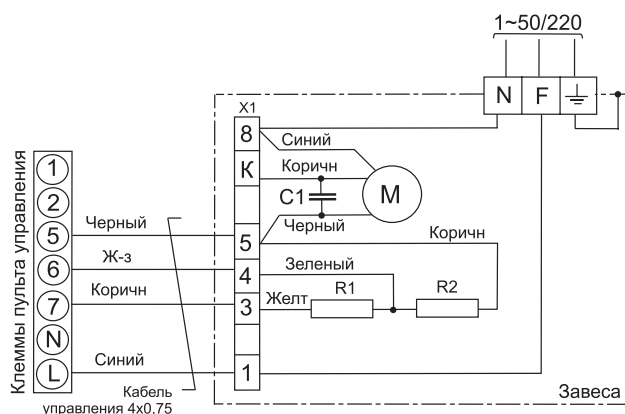 1~50/220
N F
X1
8
Синий
К
Коричн
C1
М
Черный
5
Коричн
Зеленый
4
R1
R2
Желт
3
1
Завеса
Клеммы пульта управления
1
2
5
Черный
6
Ж-з
7
Коричн
N
L
Синий
Кабель
управления 4x0.75